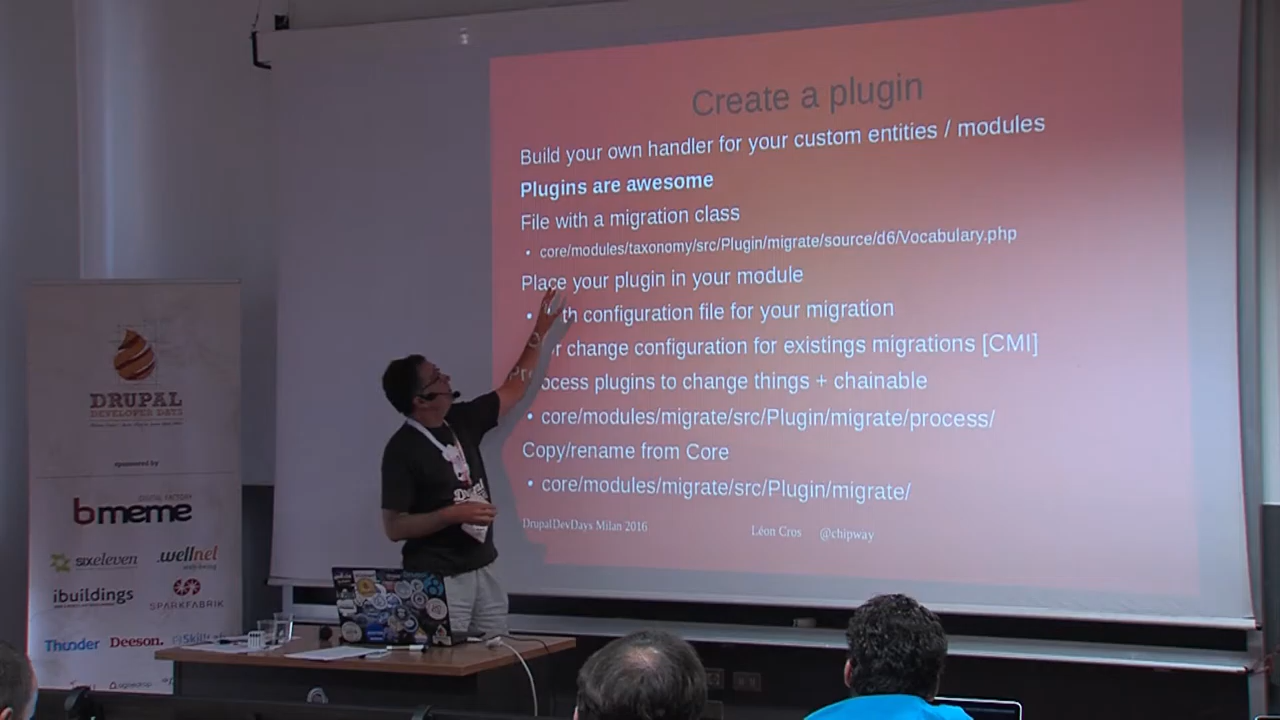 Create a plugin
Build your own handler for your custom entities / modules
Plugins are awesome
File with a migration class
• core/modules/taxonomy/src/Plugin/migrate/source/d6/Vocabulary.php
Place your plugin in your module
• th configuration file for your migration
r change configuration for existings migrations [CMI]
ocess plugins to change things + chainable
• core/modules/migrate/src/Plugin/migrate/process/
Copy/rename from Core
• core/modules/migrate/src/Plugin/migrate/
DrupalDevDays Milan 2016 Léon Cros @chipway
DRUPAL
DEVELOPER DAYS
sponsored by
DIGITAL FACTORY
bmeme
sixeleven
.wellnet
ibuildings
SPARKFABRIK
Thunder
Deeson.